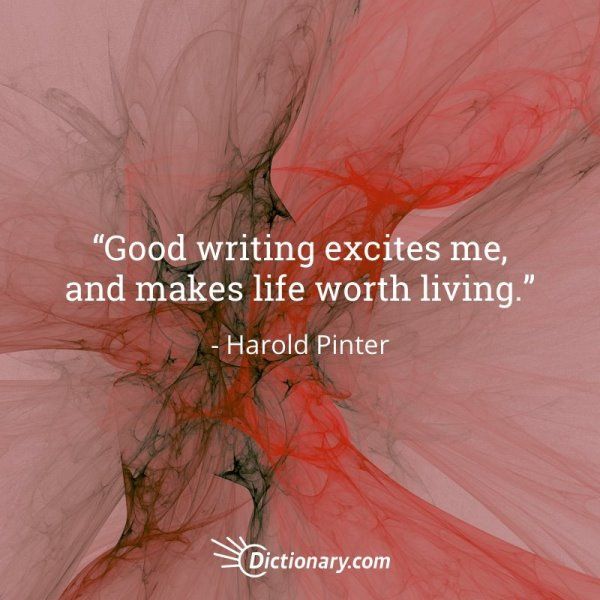 “Good writing excites me,
and makes life worth living.”
- Harold Pinter
Dictionary.com